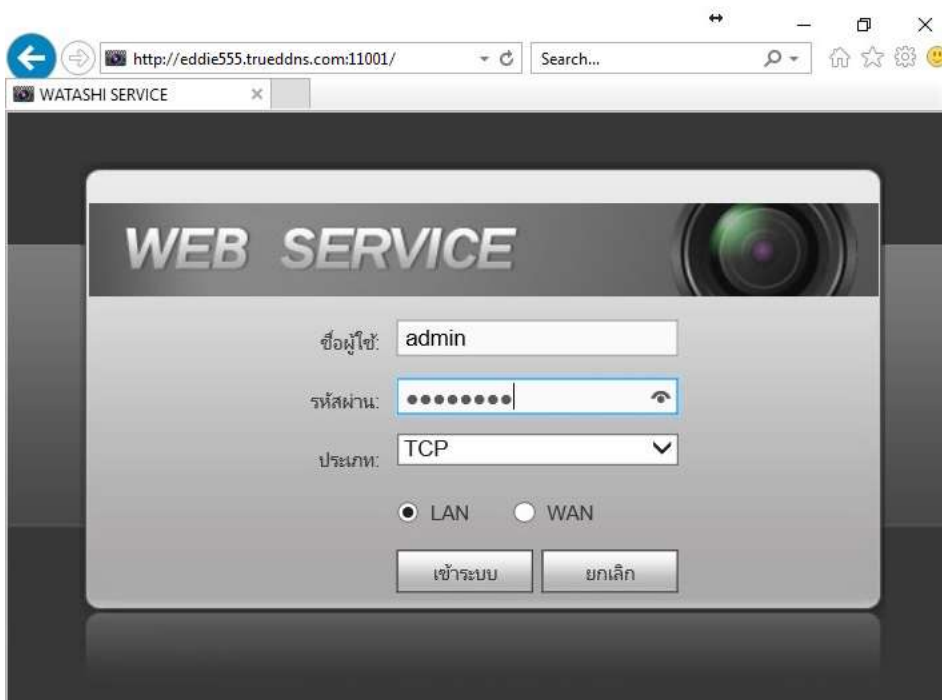 http://eddie555.trueddns.com:11001/
Search...
WATASHI SERVICE
WEB SERVICE
ชื่อผู้ใช้: admin
รหัสผ่าน: ●●●●●●●●
ประเภท: TCP
LAN WAN
เข้าระบบ ยกเลิก